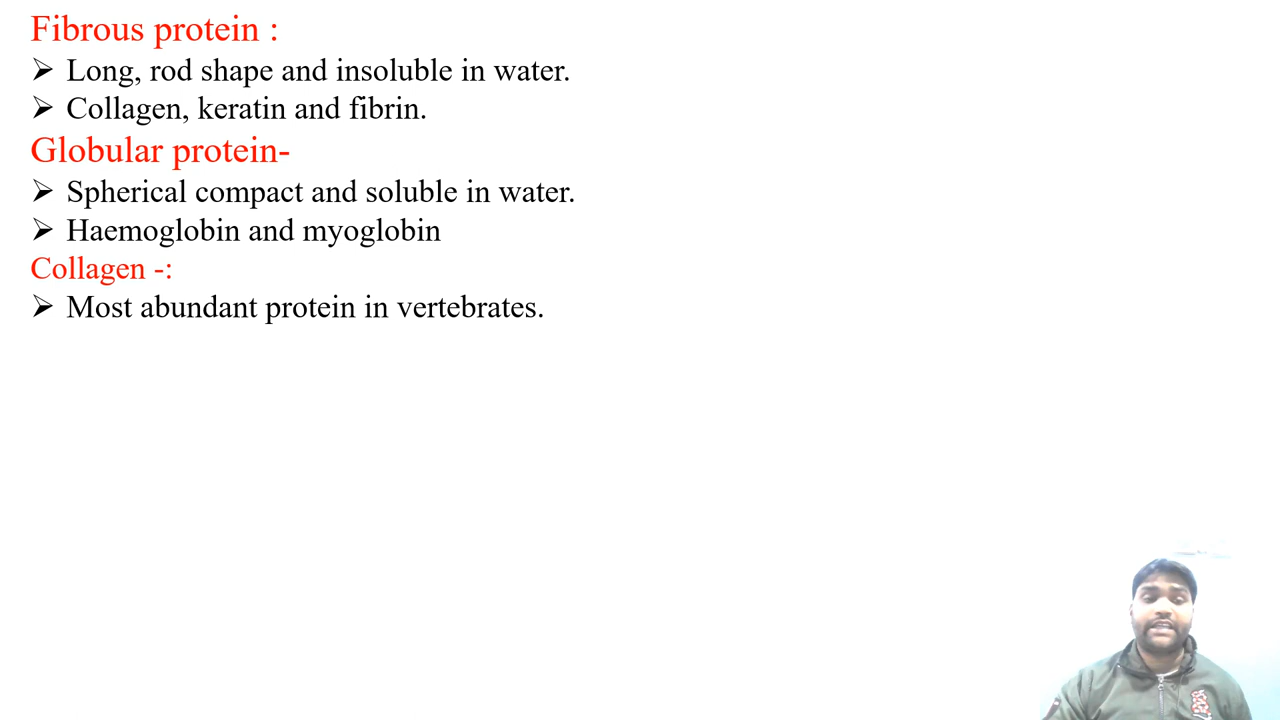 Fibrous protein :
➢ Long, rod shape and insoluble in water.
➢ Collagen, keratin and fibrin.
Globular protein-
➢ Spherical compact and soluble in water.
➢ Haemoglobin and myoglobin
Collagen -:
➢ Most abundant protein in vertebrates.